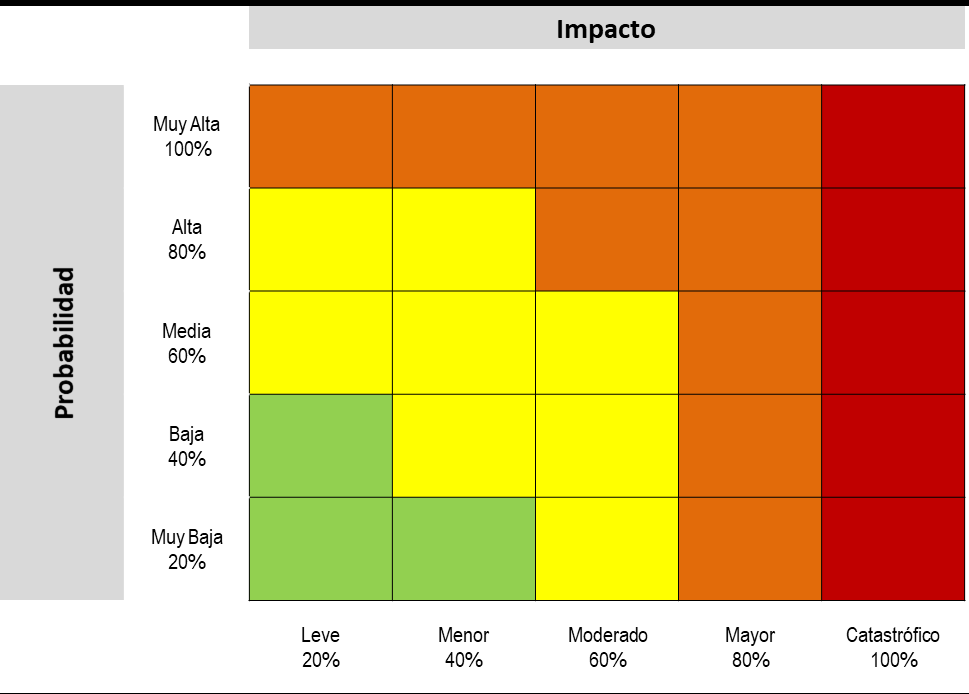 Impacto
Probabilidad
Muy Alta
100%
Alta
80%
Media
60%
Baja
40%
Muy Baja
20%
Leve
20%
Menor
40%
Moderado
60%
Mayor
80%
Catastrófico
100%